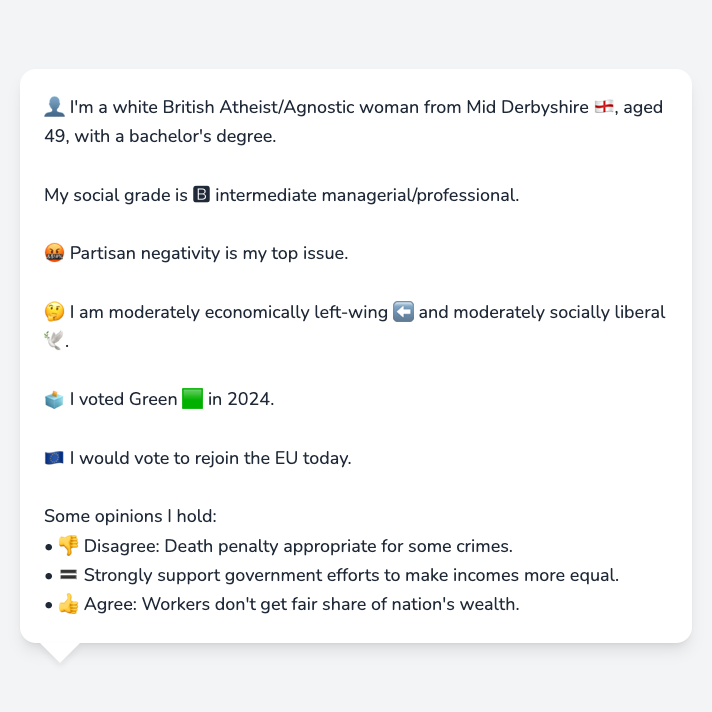 👤 I'm a white British Atheist/Agnostic woman from Mid Derbyshire 🏴󠁧󠁢󠁥󠁮󠁧󠁿, aged
49, with a bachelor's degree.
My social grade is 🅱 intermediate managerial/professional.
🤬 Partisan negativity is my top issue.
🤔 I am moderately economically left-wing ⬅️ and moderately socially liberal
🕊️.
🗳️ I voted Green 🟩 in 2024.
🇪🇺 I would vote to rejoin the EU today.
Some opinions I hold:
• 👎 Disagree: Death penalty appropriate for some crimes.
• 🟰 Strongly support government efforts to make incomes more equal.
• 👍 Agree: Workers don't get fair share of nation's wealth.